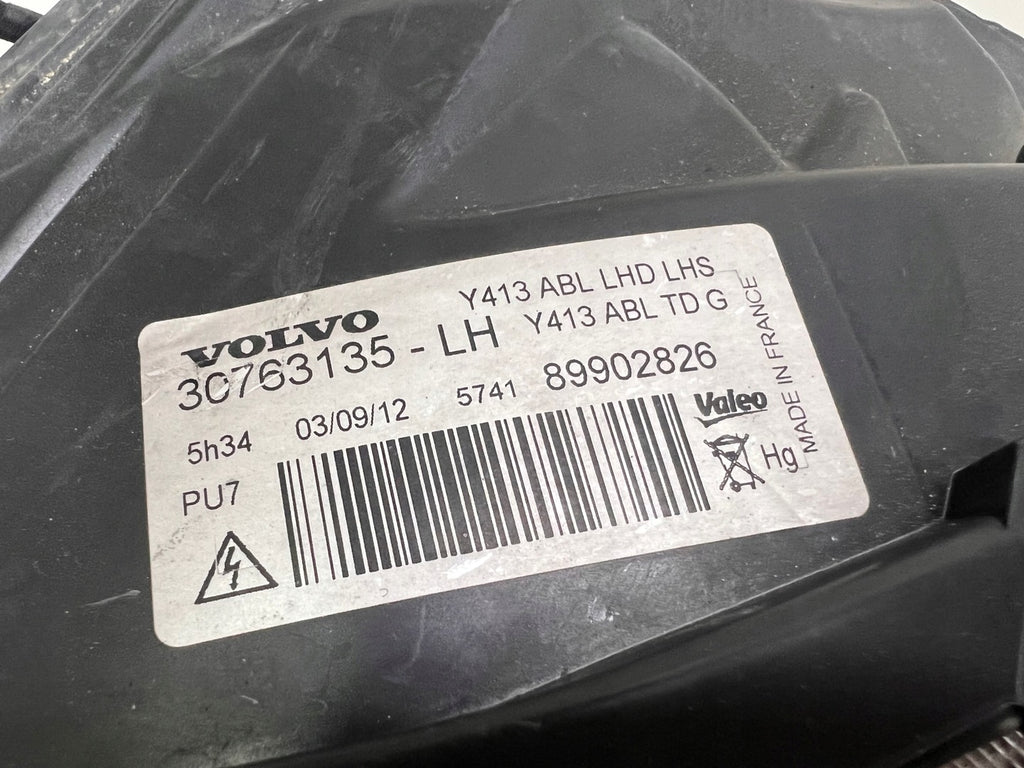 VOLVO
30763135 - LH
Y413 ABL LHD LHS
Y413 ABL TD G
5h34
03/09/12
5741
89902826
PU7
Valeo
Hg
MADE IN FRANCE